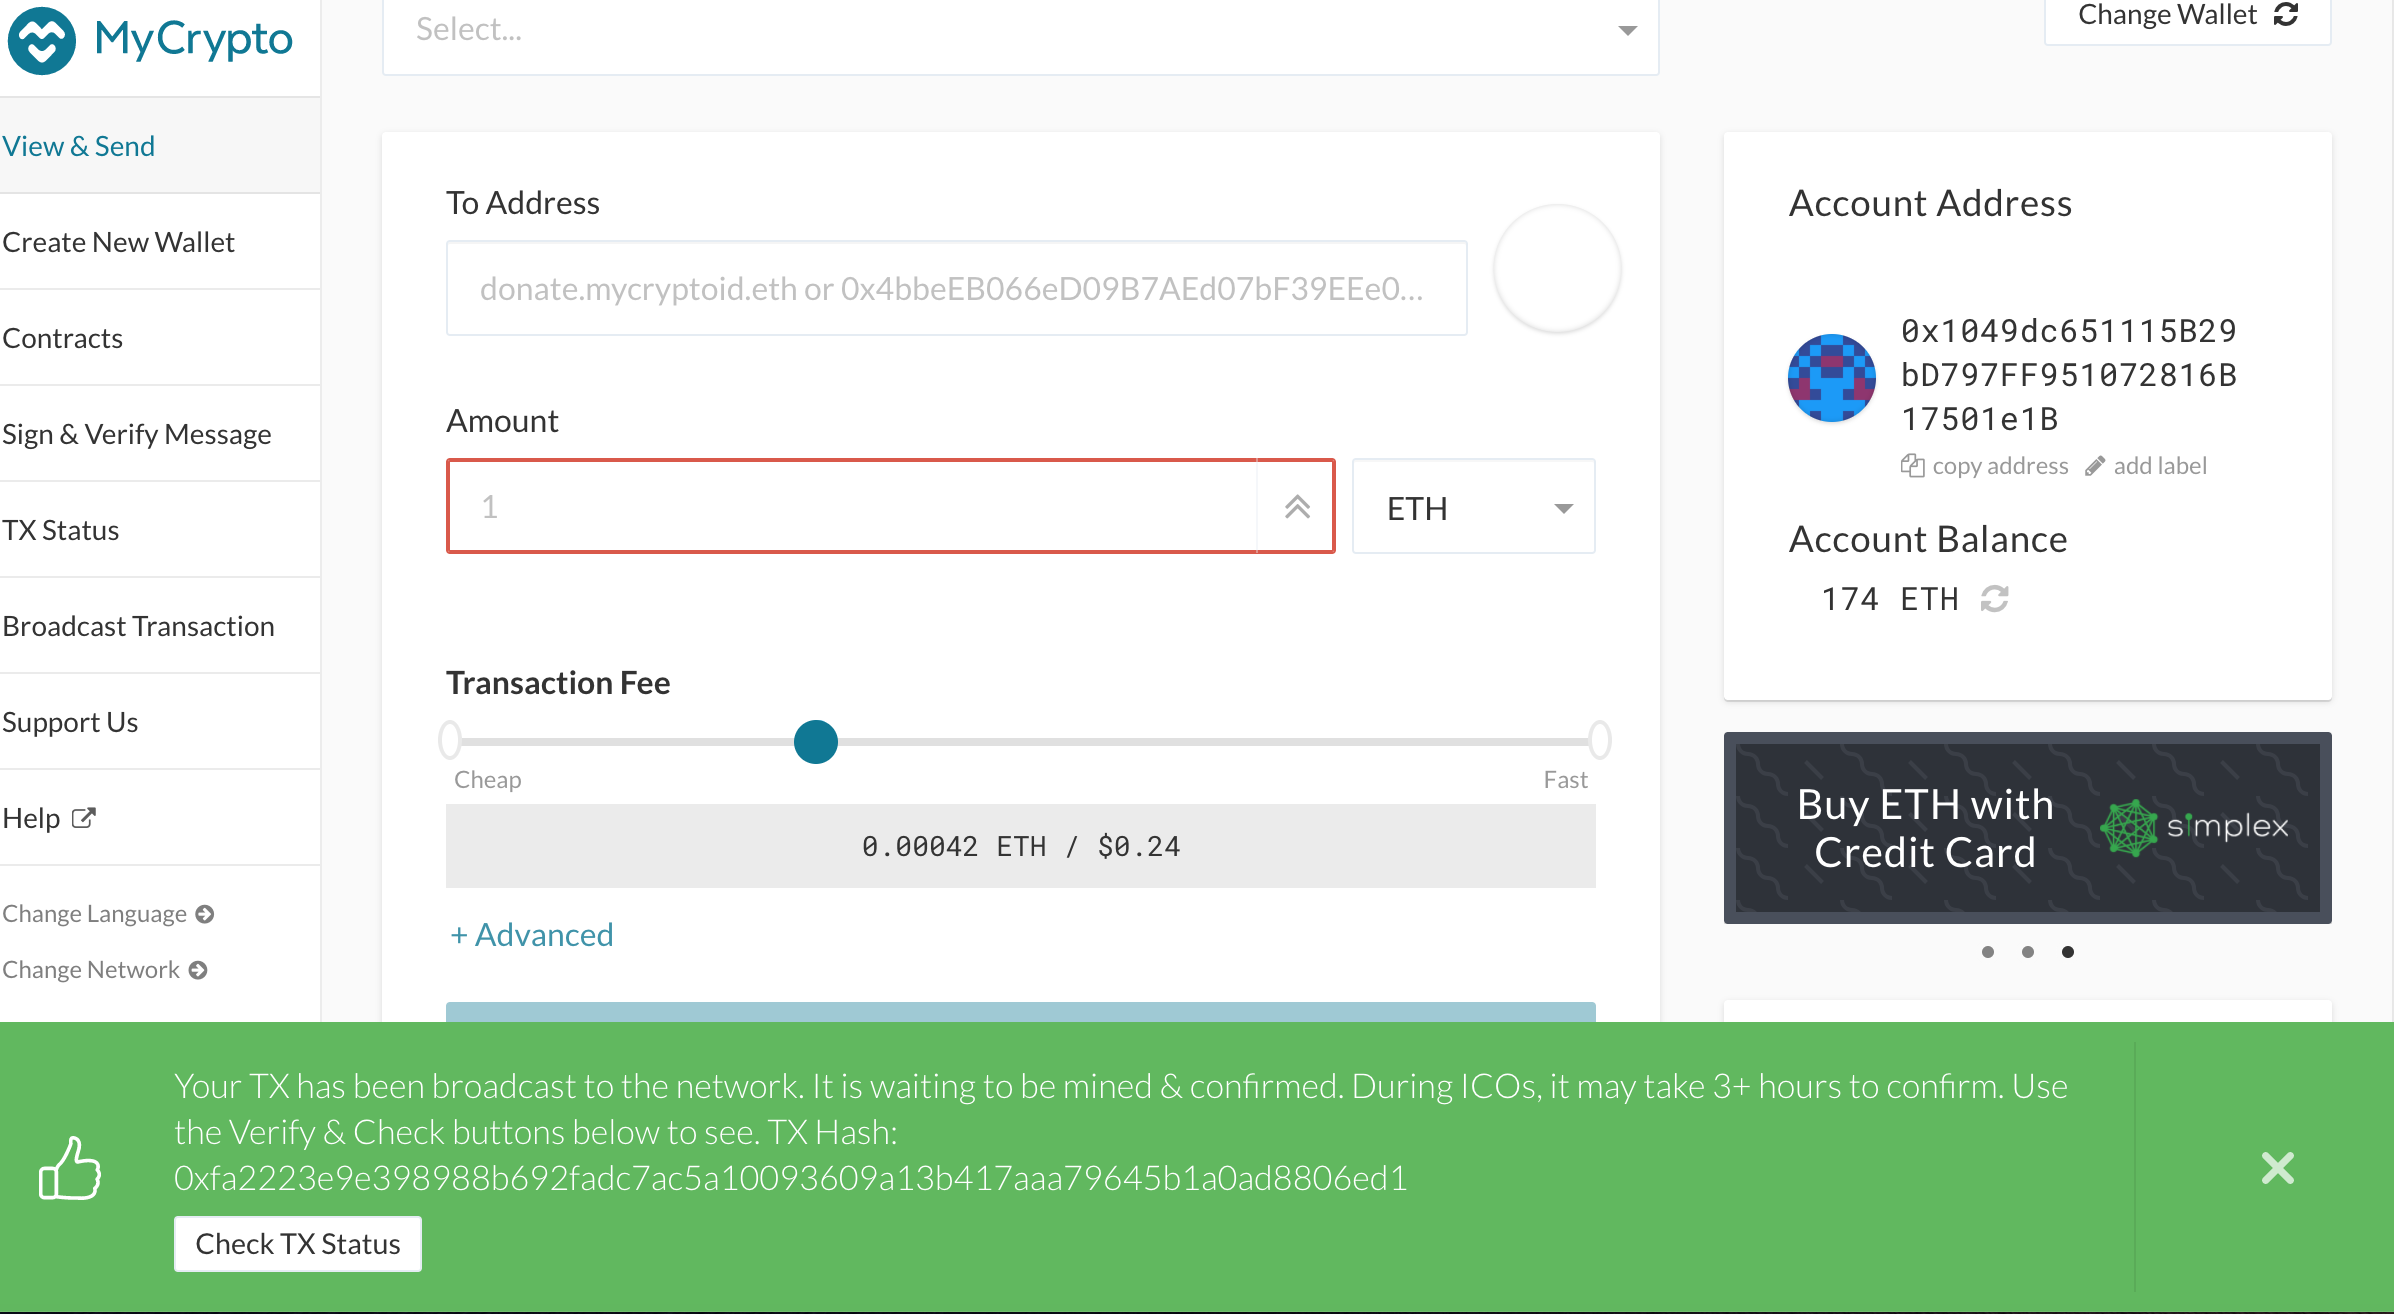 MyCrypto
View & Send
Create New Wallet
Contracts
Sign & Verify Message
TX Status
Broadcast Transaction
Support Us
Help
Change Language
Change Network
Select...
Change Wallet
To Address
donate.mycryptoid.eth or 0x4bbeEB066eD09B7AEd07bF39EEe0...
Amount
1
ETH
Transaction Fee
Cheap
Fast
0.00042 ETH / $0.24
+ Advanced
Account Address
0x1049dc651115B29
bD797FF951072816B
17501e1B
copy address
add label
Account Balance
174 ETH
Buy ETH with
Credit Card
simplex
Your TX has been broadcast to the network. It is waiting to be mined & confirmed. During ICOs, it may take 3+ hours to confirm. Use
the Verify & Check buttons below to see. TX Hash:
0xfa2223e9e398988b692fadc7ac5a10093609a13b417aaa79645b1a0ad8806ed1
Check TX Status